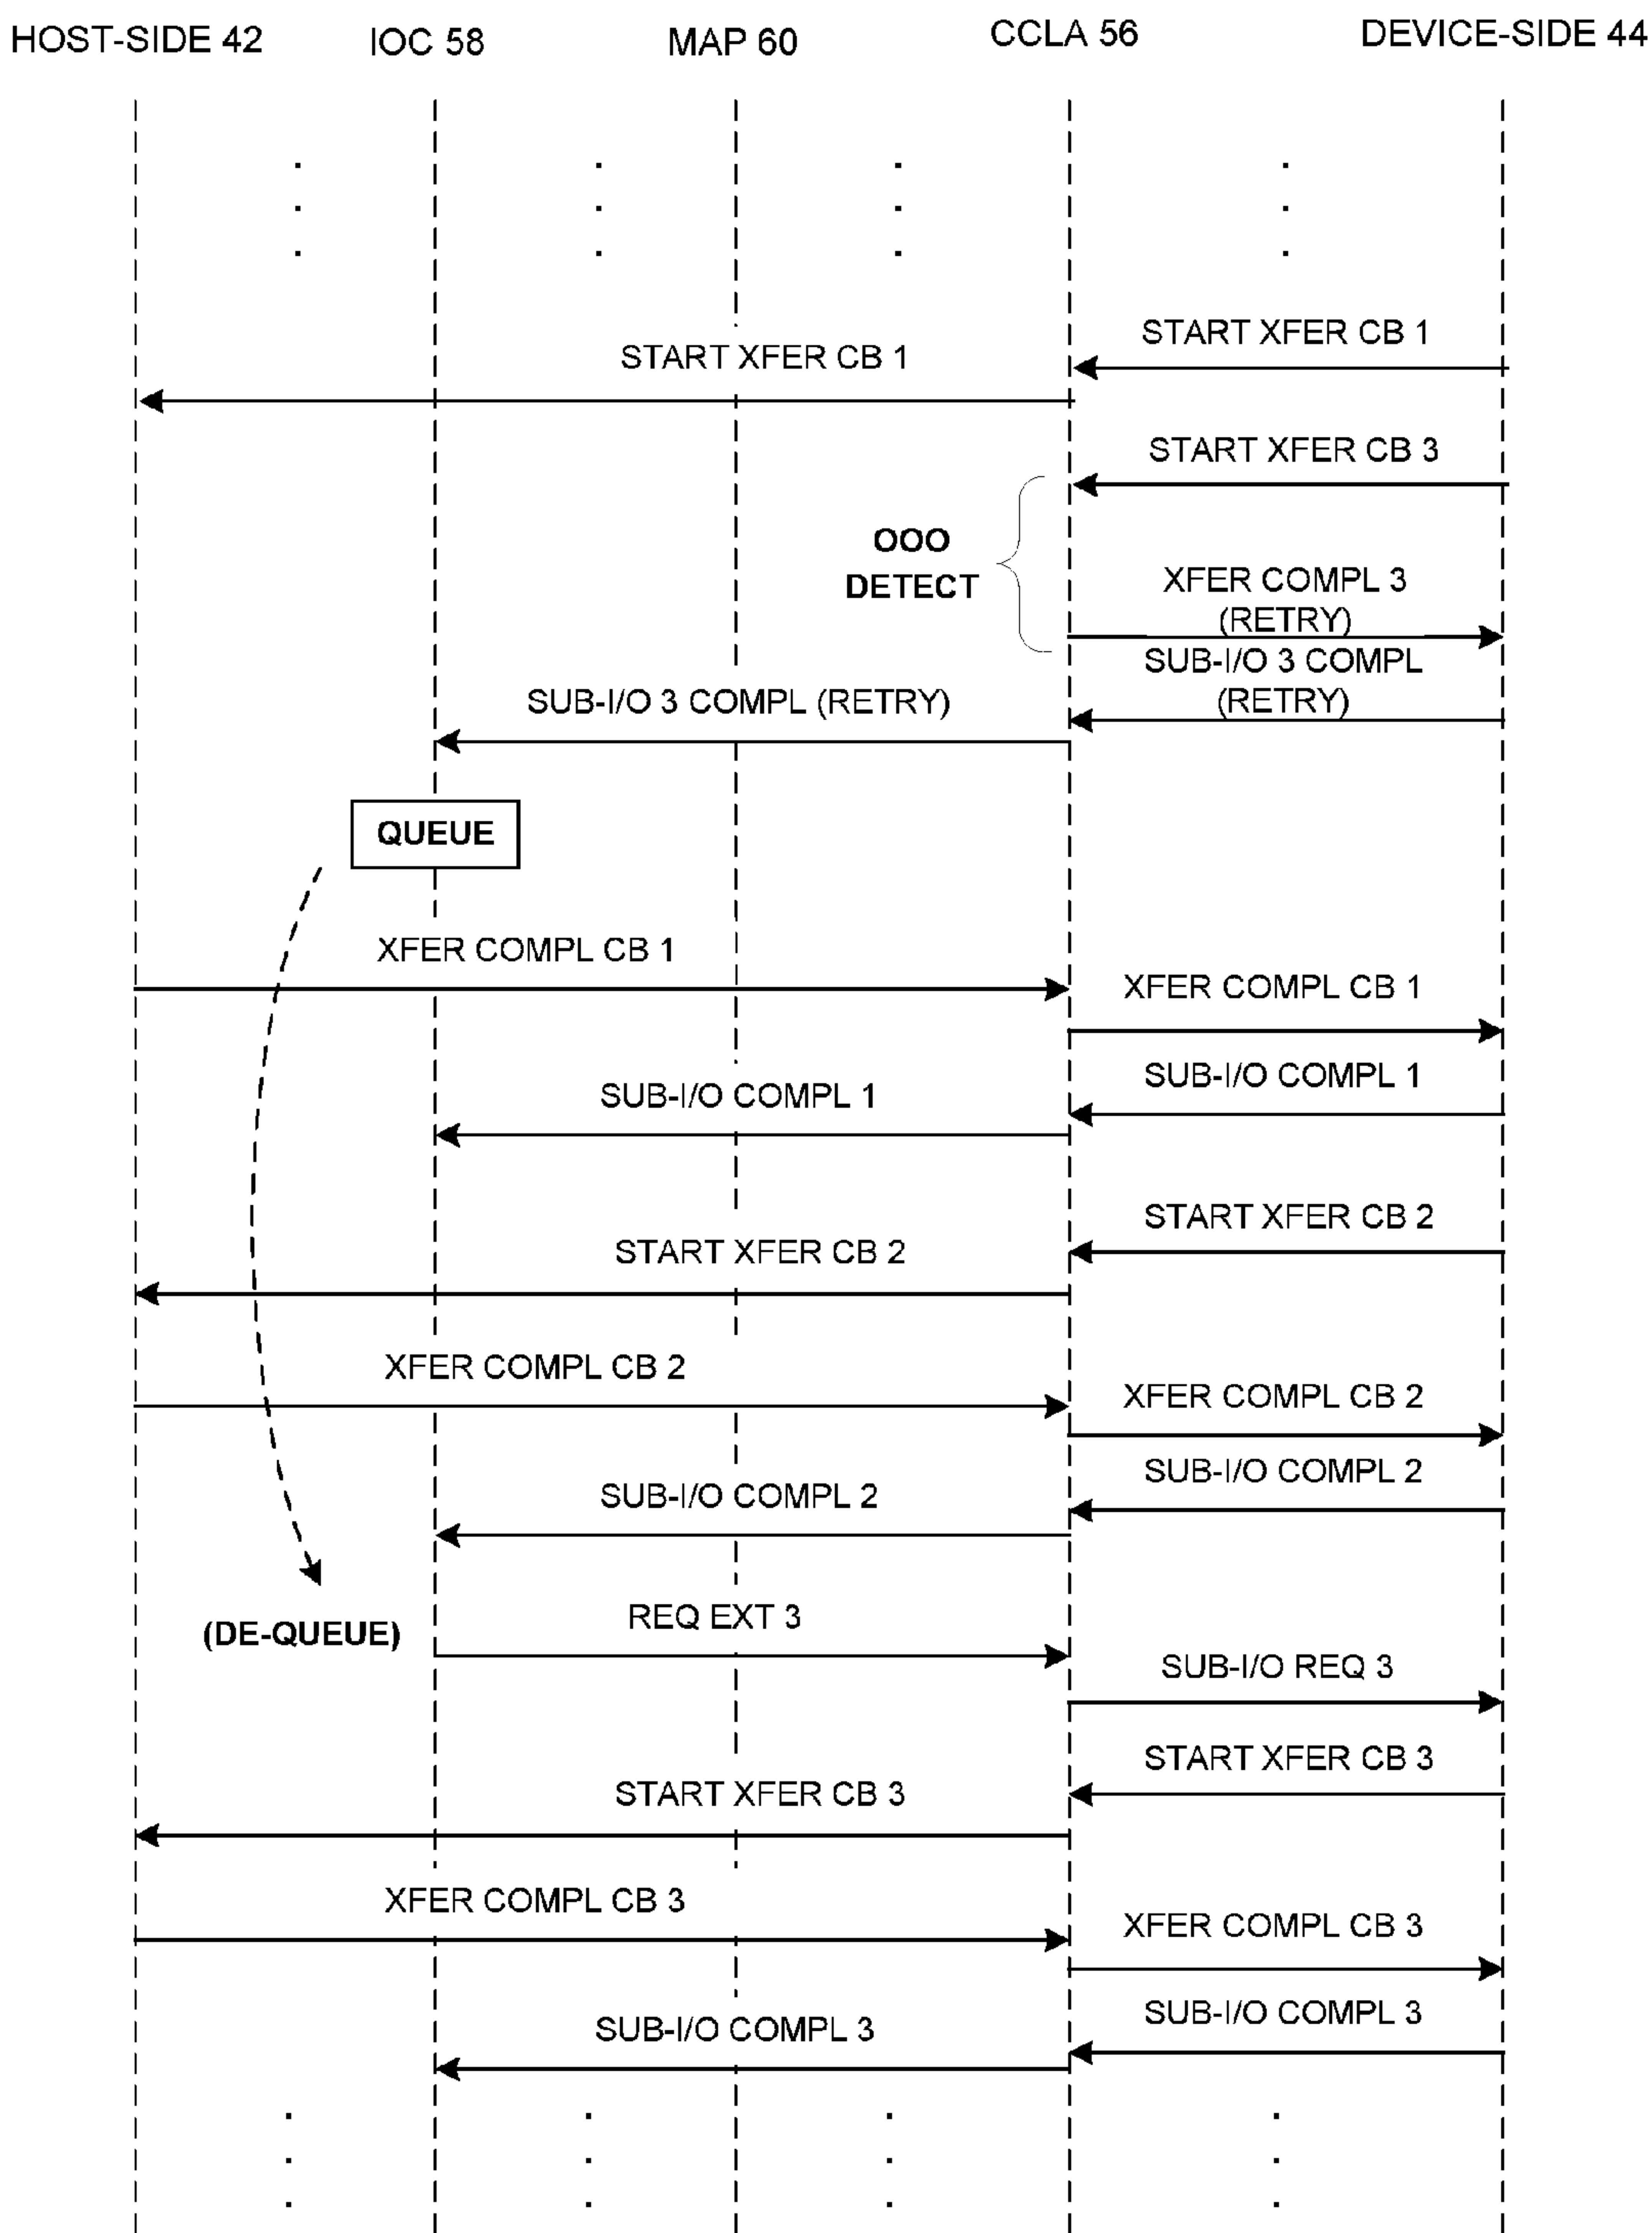 HOST-SIDE 42 IOC 58 MAP 60 CCLA 56 DEVICE-SIDE 44
START XFER CB 1
START XFER CB 1
START XFER CB 3
OOO
DETECT
XFER COMPL 3
(RETRY)
SUB-I/O 3 COMPL
(RETRY)
SUB-I/O 3 COMPL (RETRY)
QUEUE
XFER COMPL CB 1
XFER COMPL CB 1
SUB-I/O COMPL 1
SUB-I/O COMPL 1
START XFER CB 2
START XFER CB 2
XFER COMPL CB 2
XFER COMPL CB 2
SUB-I/O COMPL 2
SUB-I/O COMPL 2
REQ EXT 3
(DE-QUEUE)
SUB-I/O REQ 3
START XFER CB 3
START XFER CB 3
XFER COMPL CB 3
XFER COMPL CB 3
SUB-I/O COMPL 3
SUB-I/O COMPL 3